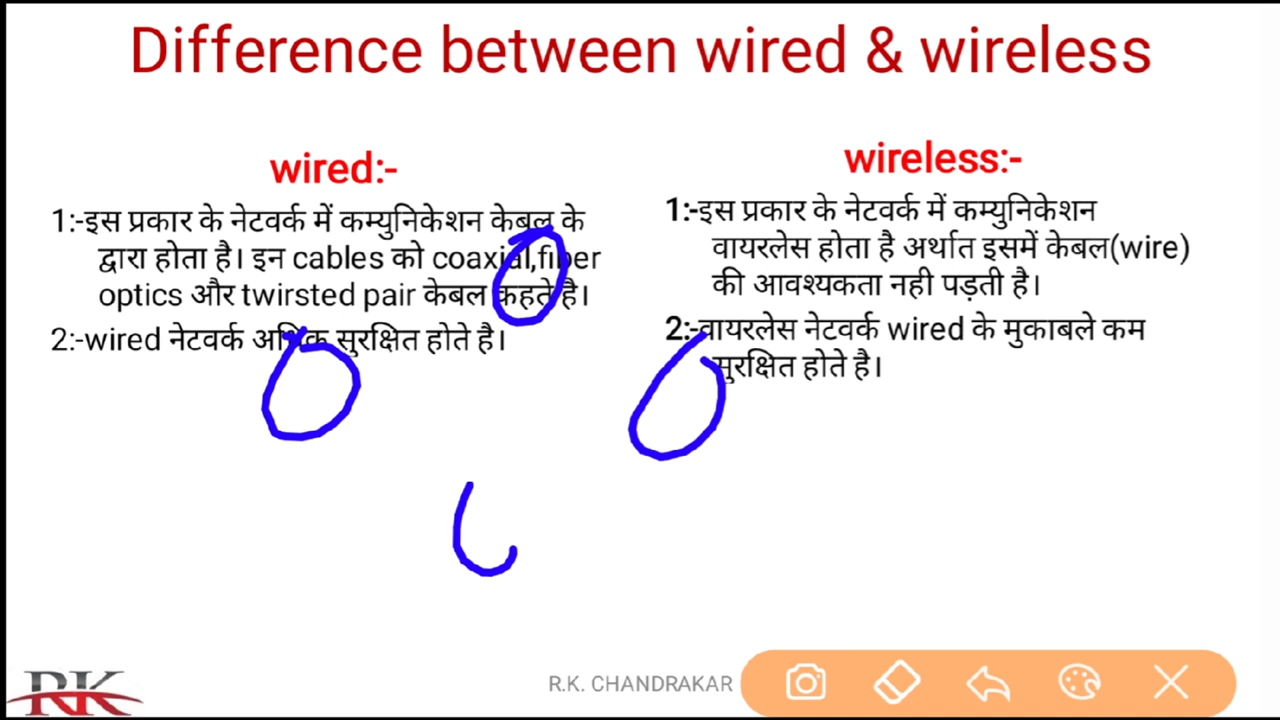 Difference between wired & wireless
wired:-
1:-इस प्रकार के नेटवर्क में कम्युनिकेशन केबल के
द्वारा होता है। इन cables को coaxial,fiber
optics और twirsted pair केबल कहते है।
2:-wired नेटवर्क अधिक सुरक्षित होते है।
wireless:-
1:-इस प्रकार के नेटवर्क में कम्युनिकेशन
वायरलेस होता है अर्थात इसमें केबल(wire)
की आवश्यकता नही पड़ती है।
2:-वायरलेस नेटवर्क wired के मुकाबले कम
सुरक्षित होते है।
RK
R.K. CHANDRAKAR